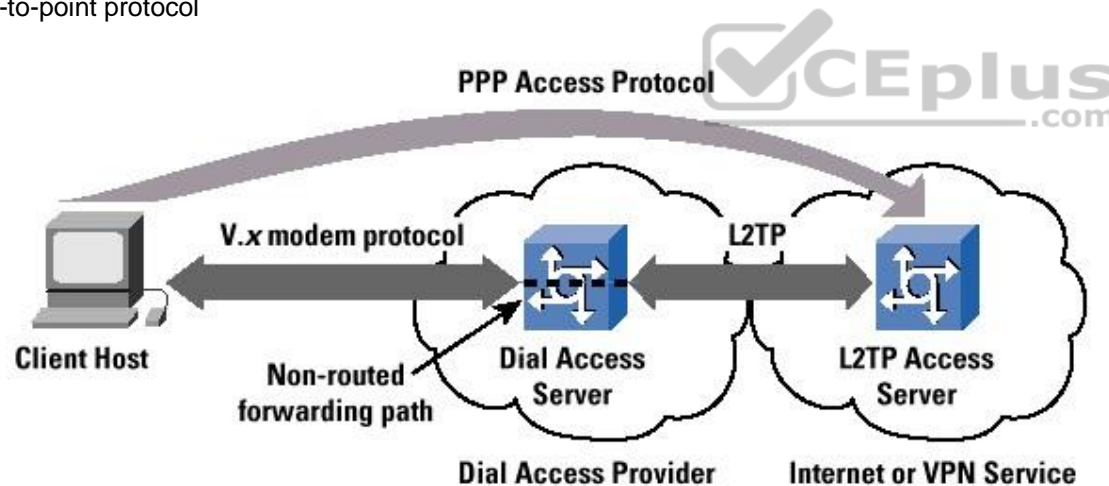 -to-point protocol
CEplus
.com
PPP Access Protocol
V.x modem protocol
L2TP
Client Host
Non-routed
forwarding path
Dial Access
Server
L2TP Access
Server
Dial Access Provider
Internet or VPN Service